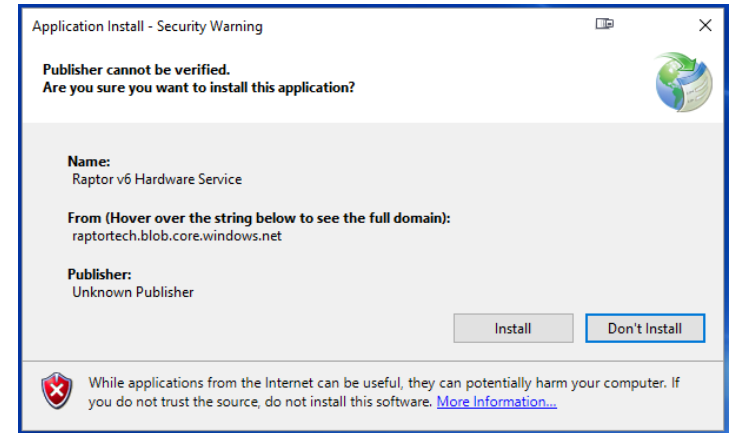 Application Install - Security Warning
Publisher cannot be verified.
Are you sure you want to install this application?
Name:
Raptor v6 Hardware Service
From (Hover over the string below to see the full domain):
raptortech.blob.core.windows.net
Publisher:
Unknown Publisher
Install
Don't Install
While applications from the Internet can be useful, they can potentially harm your computer. If
you do not trust the source, do not install this software. More Information...